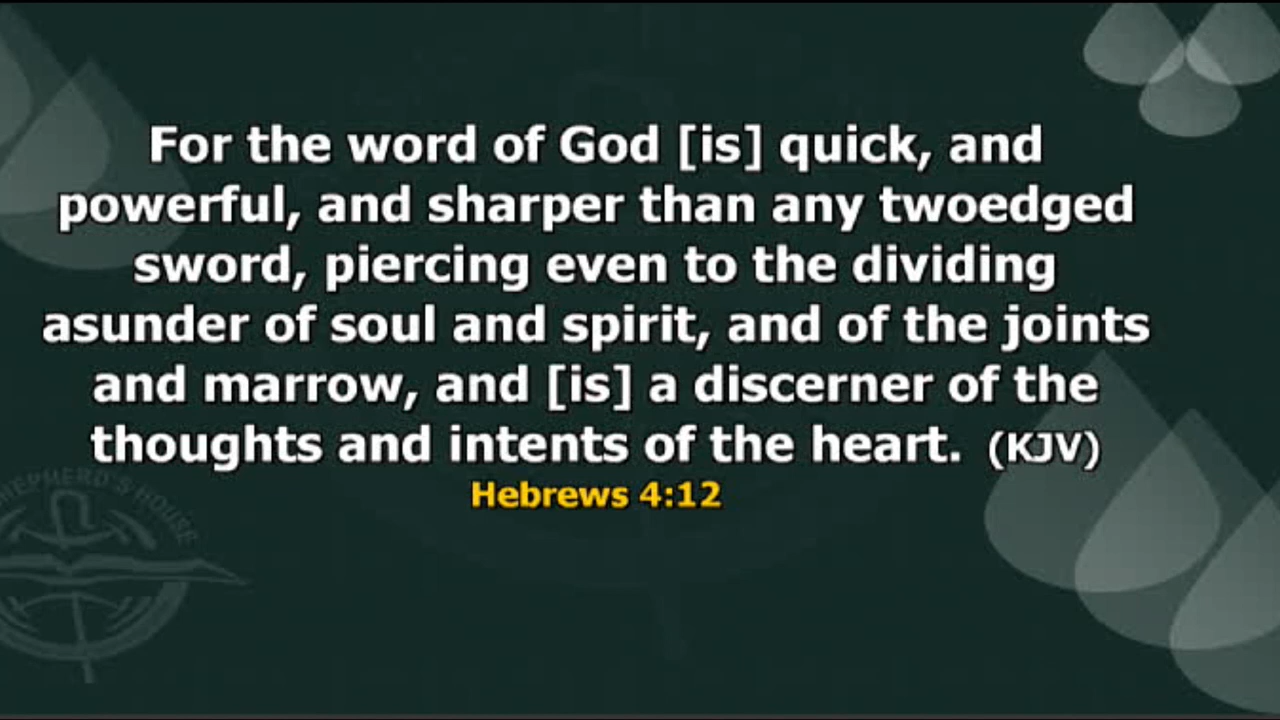 For the word of God [is] quick, and
powerful, and sharper than any twoedged
sword, piercing even to the dividing
asunder of soul and spirit, and of the joints
and marrow, and [is] a discerner of the
thoughts and intents of the heart. (KJV)
Hebrews 4:12
SHEPHERD'S HOUSE